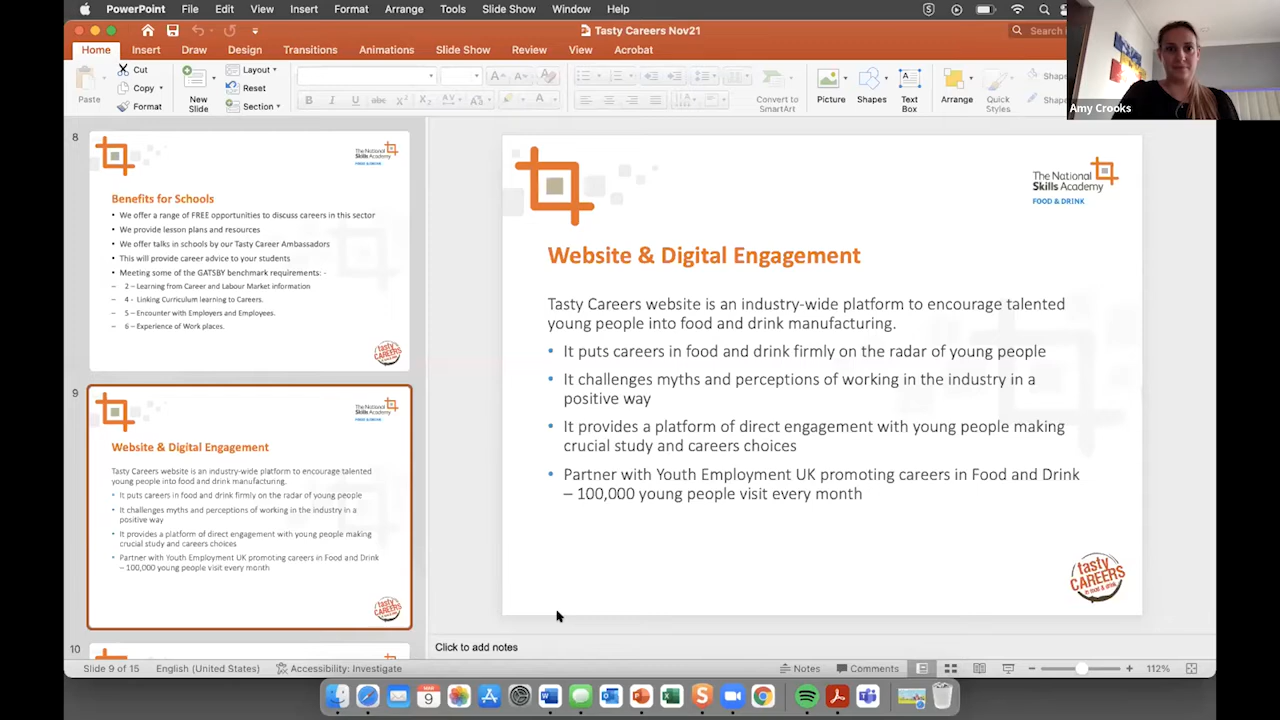 PowerPoint File Edit View Insert Format Arrange Tools Slide Show Window Help
Tasty Careers Nov21
Search
Home Insert Draw Design Transitions Animations Slide Show Review View Acrobat
Paste
Cut
Copy
Format
New
Slide
Layout
Reset
Section
Convert to
SmartArt
Picture
Shapes
Text
Box
Arrange
Quick
Styles
Amy Crooks
8
The National
Skills Academy
FOOD & DRINK
Benefits for Schools
• We offer a range of FREE opportunities to discuss careers in this sector
• We provide lesson plans and resources
• We offer talks in schools by our Tasty Career Ambassadors
• This will provide career advice to your students
• Meeting some of the GATSBY benchmark requirements: -
– 2 – Learning from Career and Labour Market information
– 4 - Linking Curriculum learning to Careers.
– 5 – Encounter with Employers and Employees.
– 6 – Experience of Work places.
tasty
CAREERS
9
The National
Skills Academy
FOOD & DRINK
Website & Digital Engagement
Tasty Careers website is an industry-wide platform to encourage talented
young people into food and drink manufacturing.
• It puts careers in food and drink firmly on the radar of young people
• It challenges myths and perceptions of working in the industry in a
positive way
• It provides a platform of direct engagement with young people making
crucial study and careers choices
• Partner with Youth Employment UK promoting careers in Food and Drink
– 100,000 young people visit every month
tasty
CAREERS
10
The National
Skills Academy
FOOD & DRINK
Website & Digital Engagement
Tasty Careers website is an industry-wide platform to encourage talented
young people into food and drink manufacturing.
• It puts careers in food and drink firmly on the radar of young people
• It challenges myths and perceptions of working in the industry in a
positive way
• It provides a platform of direct engagement with young people making
crucial study and careers choices
• Partner with Youth Employment UK promoting careers in Food and Drink
– 100,000 young people visit every month
tasty
CAREERS
in food & drink
Click to add notes
Slide 9 of 15 English (United States) Accessibility: Investigate Notes Comments 112%
MAR
9